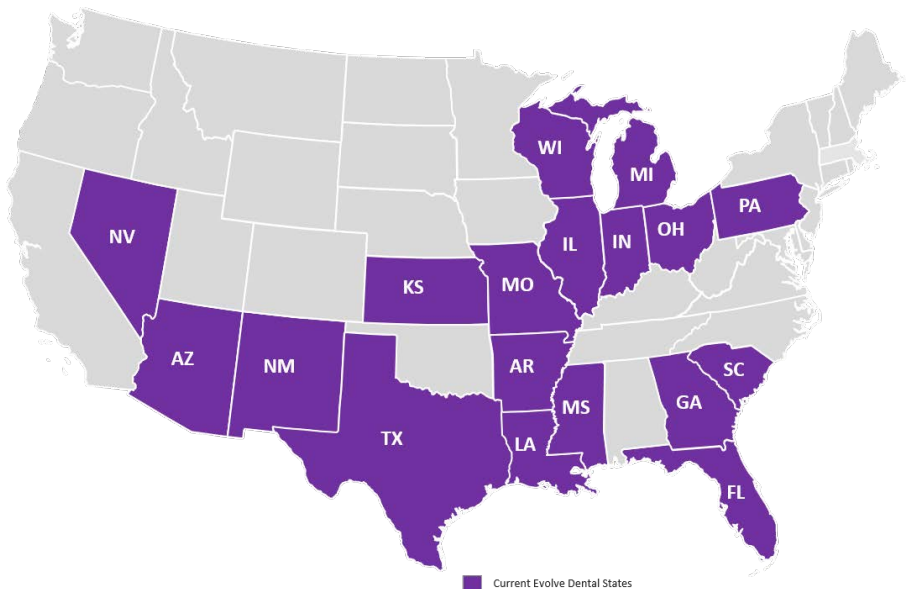 WI
MI
PA
OH
NV
IL
IN
KS
MO
AZ
NM
AR
SC
GA
MS
TX
LA
FL
Current Evolve Dental States